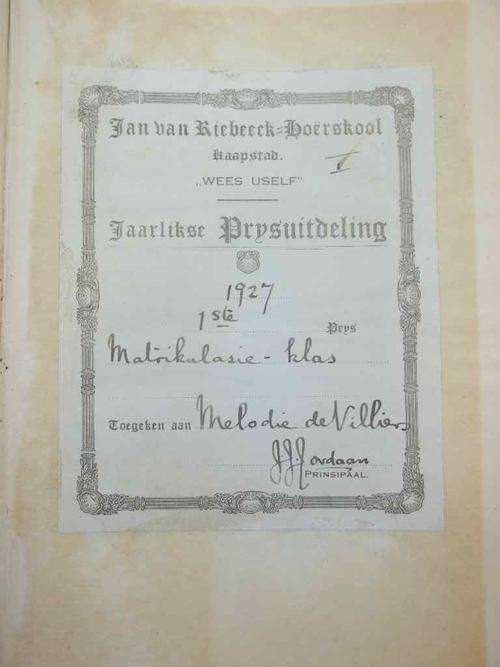 Jan van Riebeeck-Hoërskool
Kaapstad.
I
„WEES USELF”
Jaarlikse Prysuitdeling
1927
1ste Prys
Matrikulasie - klas
Toegeken aan Melodie de Villiers
J.J. Jordaan
PRINSIPAAL.